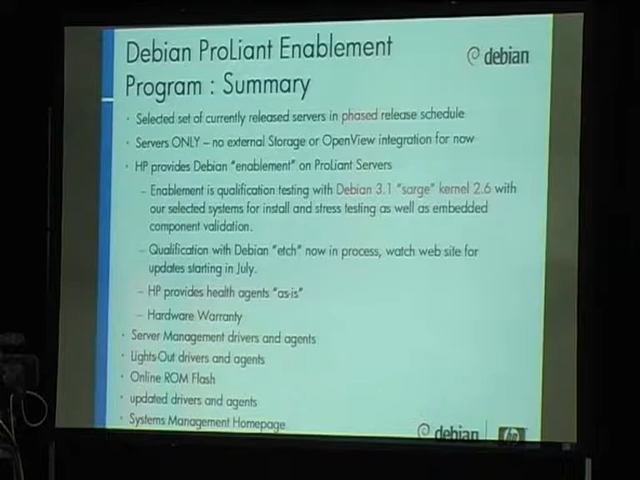 Debian ProLiant Enablement
debian
Program : Summary
• Selected set of currently released servers in phased release schedule
• Servers ONLY – no external Storage or OpenView integration for now
• HP provides Debian "enablement" on ProLiant Servers
– Enablement is qualification testing with Debian 3.1 "sarge" kernel 2.6 with
our selected systems for install and stress testing as well as embedded
component validation.
– Qualification with Debian "etch" now in process, watch web site for
updates starting in July.
– HP provides health agents "as-is"
– Hardware Warranty
• Server Management drivers and agents
• Lights-Out drivers and agents
• Online ROM Flash
• updated drivers and agents
• Systems Management Homepage
debian
hp